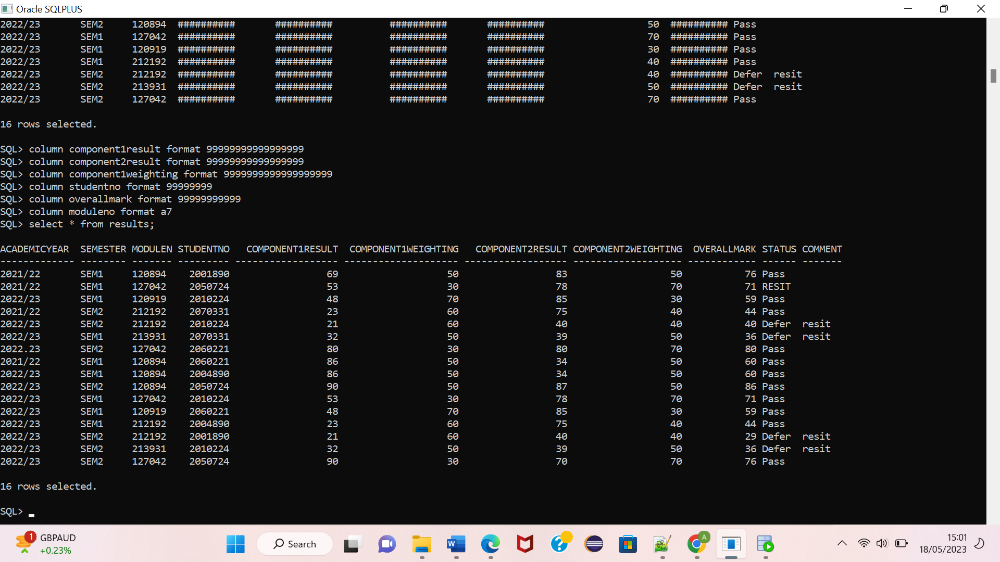 Oracle SQLPLUS
2022/23 SEM2 120894 ########## ########## ########## ########## 50 ########## Pass
2022/23 SEM1 127042 ########## ########## ########## ########## 70 ########## Pass
2022/23 SEM1 120919 ########## ########## ########## ########## 30 ########## Pass
2022/23 SEM1 212192 ########## ########## ########## ########## 40 ########## Pass
2022/23 SEM2 212192 ########## ########## ########## ########## 40 ########## Defer resit
2022/23 SEM2 213931 ########## ########## ########## ########## 50 ########## Defer resit
2022/23 SEM2 127042 ########## ########## ########## ########## 70 ########## Pass
16 rows selected.
SQL> column component1result format 99999999999999999
SQL> column component2result format 99999999999999999
SQL> column component1weighting format 9999999999999999999
SQL> column studentno format 99999999
SQL> column overallmark format 99999999999
SQL> column moduleno format a7
SQL> select * from results;
ACADEMICYEAR SEMESTER MODULEN STUDENTNO COMPONENT1RESULT COMPONENT1WEIGHTING COMPONENT2RESULT COMPONENT2WEIGHTING OVERALLMARK STATUS COMMENT
------------- -------- ------- --------- ------------------ -------------------- ------------------ ------------------- ------------ ------ -------
2021/22 SEM1 120894 2001890 69 50 83 50 76 Pass
2021/22 SEM1 127042 2050724 53 30 78 70 71 RESIT
2022/23 SEM1 120919 2010224 48 70 85 30 59 Pass
2021/22 SEM2 212192 2070331 23 60 75 40 44 Pass
2022/23 SEM2 212192 2010224 21 60 40 40 40 Defer resit
2022/23 SEM1 213931 2070331 32 50 39 50 36 Defer resit
2022.23 SEM2 127042 2060221 80 30 80 70 80 Pass
2021/22 SEM1 120894 2060221 86 50 34 50 60 Pass
2022/23 SEM1 120894 2004890 86 50 34 50 60 Pass
2022/23 SEM2 120894 2050724 90 50 87 50 86 Pass
2022/23 SEM1 127042 2010224 53 30 78 70 71 Pass
2022/23 SEM1 120919 2060221 48 70 85 30 59 Pass
2022/23 SEM1 212192 2004890 23 60 75 40 44 Pass
2022/23 SEM2 212192 2001890 21 60 40 40 29 Defer resit
2022/23 SEM2 213931 2010224 32 50 39 50 36 Defer resit
2022/23 SEM2 127042 2050724 90 30 70 70 76 Pass
16 rows selected.
SQL>
1 GBPAUD
+0.23%
Search
W
?
A
15:01
18/05/2023